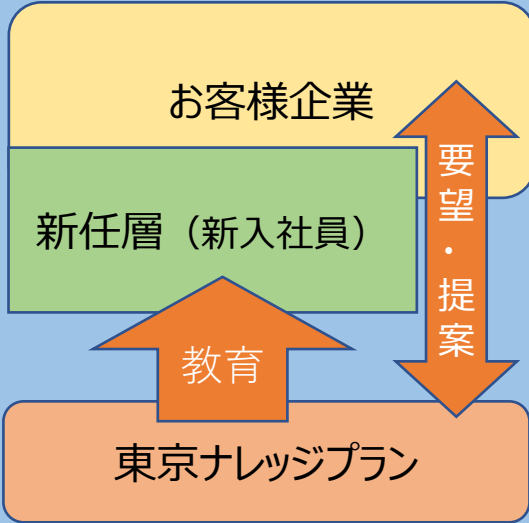 お客様企業
新任層（新入社員）
要望・提案
教育
東京ナレッジプラン